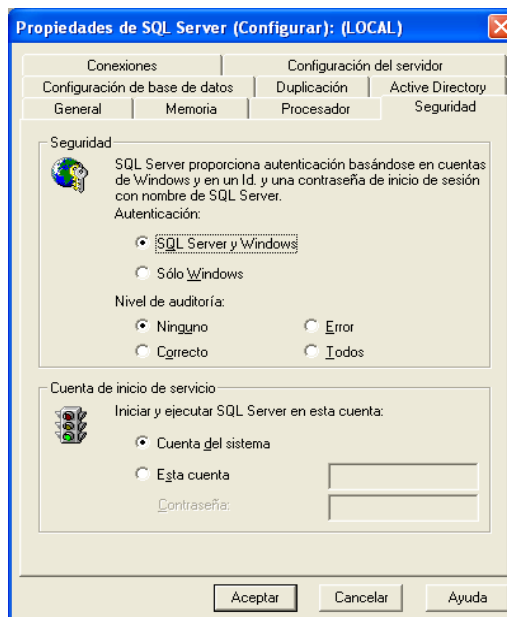 Propiedades de SQL Server (Configurar): (LOCAL)
Conexiones
Configuración del servidor
Configuración de base de datos
Duplicación
Active Directory
General
Memoria
Procesador
Seguridad
Seguridad
SQL Server proporciona autenticación basándose en cuentas
de Windows y en un Id. y una contraseña de inicio de sesión
con nombre de SQL Server.
Autenticación:
SQL Server y Windows
Sólo Windows
Nivel de auditoría:
Ninguno
Error
Correcto
Todos
Cuenta de inicio de servicio
Iniciar y ejecutar SQL Server en esta cuenta:
Cuenta del sistema
Esta cuenta
Contraseña:
Aceptar
Cancelar
Ayuda